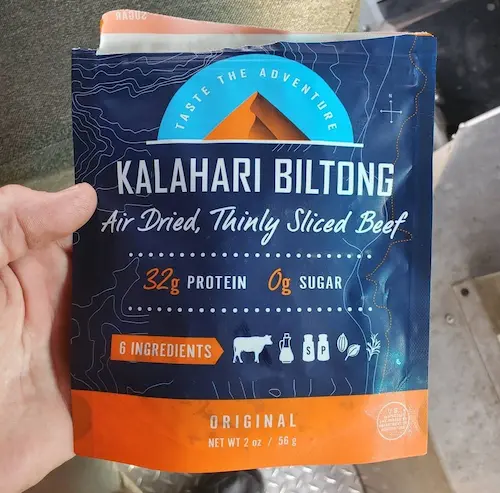 SUGAR
TASTE THE ADVENTURE
N
KALAHARI BILTONG
Air Dried, Thinly Sliced Beef
32g PROTEIN 0g SUGAR
6 INGREDIENTS
S P
ORIGINAL
NET WT 2 oz / 56 g